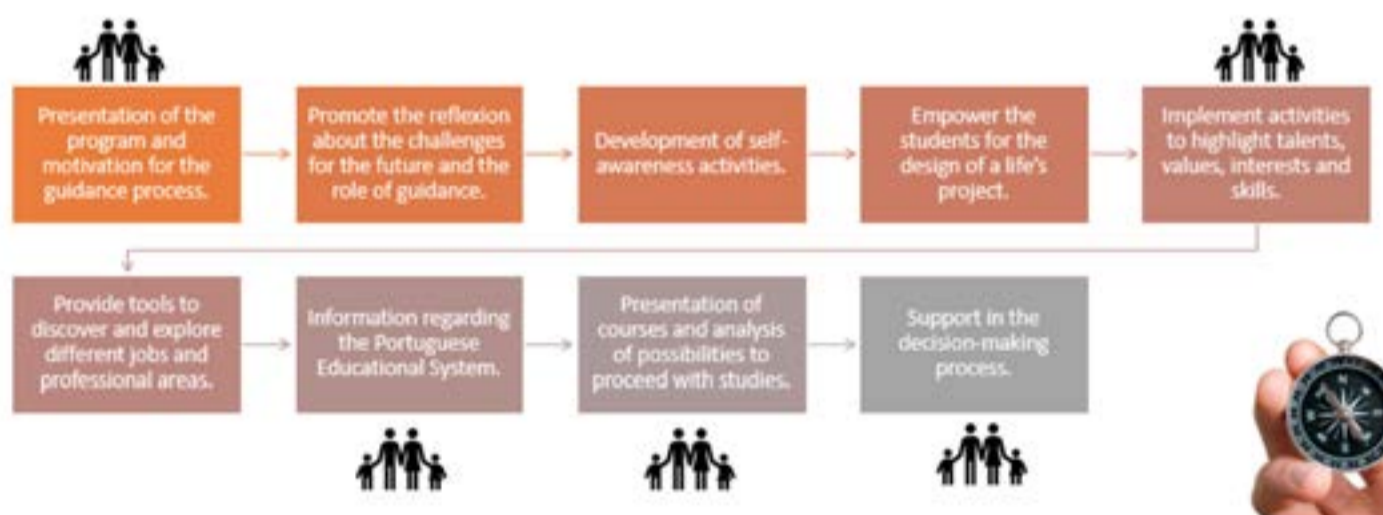 Presentation of the
program and
motivation for the
guidance process.
Promote the reflexion
about the challenges
for the future and the
role of guidance.
Development of self-
awareness activities.
Empower the
students for the
design of a life's
project.
Implement activities
to highlight talents,
values, interests and
skills.
Provide tools to
discover and explore
different jobs and
professional areas.
Information regarding
the Portuguese
Educational System.
Presentation of
courses and analysis
of possibilities to
proceed with studies.
Support in the
decision-making
process.